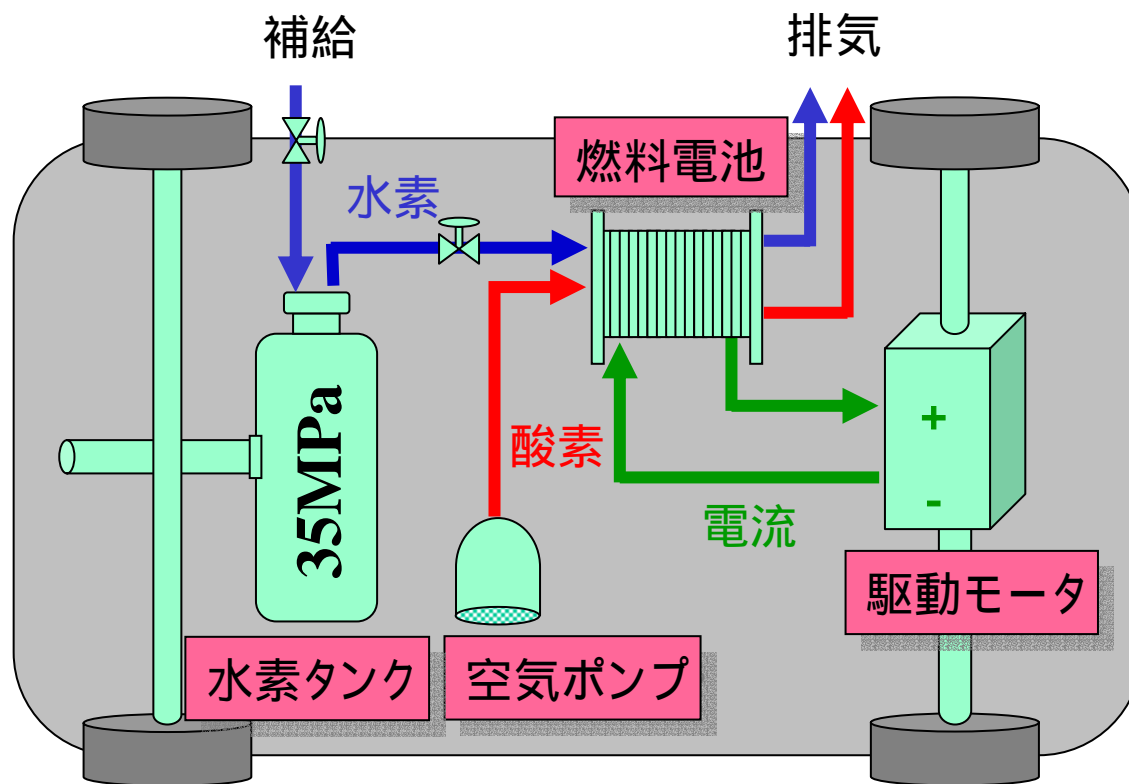 補給
排気
燃料電池
水素
35MPa
酸素
+
電流
-
駆動モータ
水素タンク
空気ポンプ